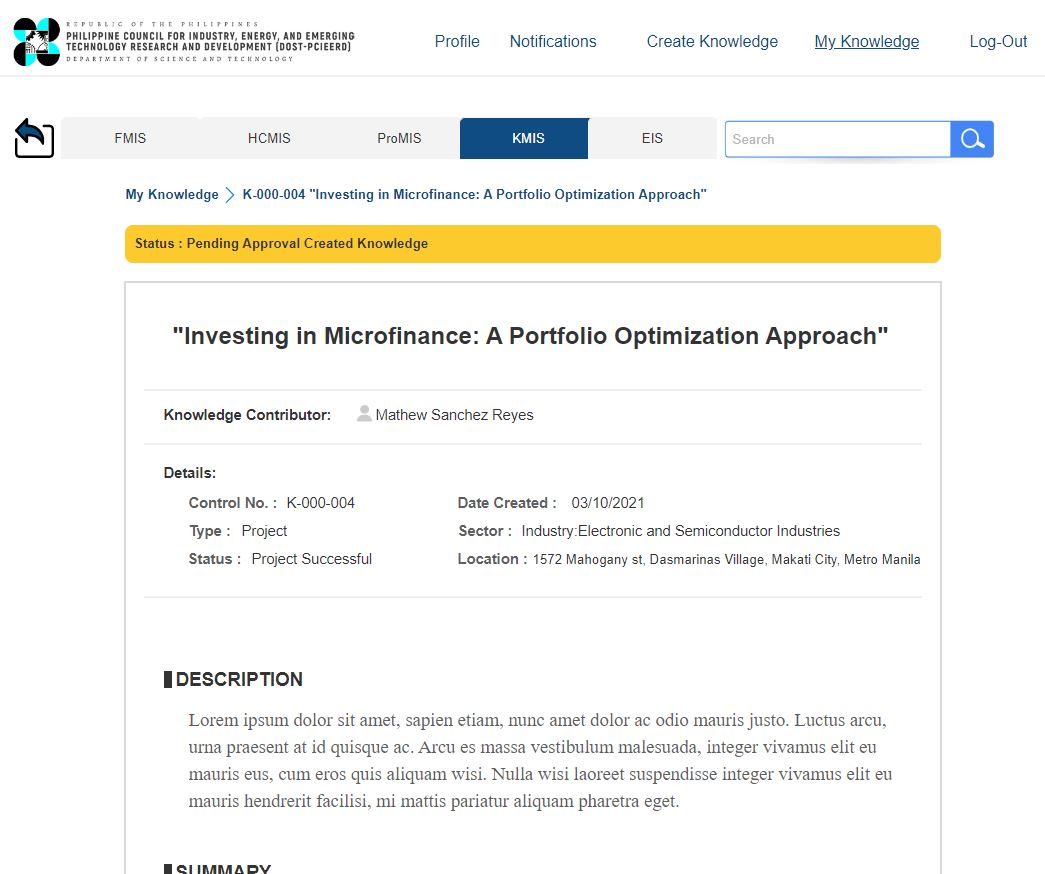 REPUBLIC OF THE PHILIPPINES
PHILIPPINE COUNCIL FOR INDUSTRY, ENERGY, AND EMERGING
TECHNOLOGY RESEARCH AND DEVELOPMENT (DOST-PCIEERD)
DEPARTMENT OF SCIENCE AND TECHNOLOGY
Profile Notifications Create Knowledge My Knowledge Log-Out
FMIS HCMIS ProMIS KMIS EIS Search
My Knowledge > K-000-004 "Investing in Microfinance: A Portfolio Optimization Approach"
Status : Pending Approval Created Knowledge
"Investing in Microfinance: A Portfolio Optimization Approach"
Knowledge Contributor: Mathew Sanchez Reyes
Details:
Control No. : K-000-004 Date Created : 03/10/2021
Type : Project Sector : Industry:Electronic and Semiconductor Industries
Status : Project Successful Location : 1572 Mahogany st, Dasmarinas Village, Makati City, Metro Manila
DESCRIPTION
Lorem ipsum dolor sit amet, sapien etiam, nunc amet dolor ac odio mauris justo. Luctus arcu,
urna praesent at id quisque ac. Arcu es massa vestibulum malesuada, integer vivamus elit eu
mauris eus, cum eros quis aliquam wisi. Nulla wisi laoreet suspendisse integer vivamus elit eu
mauris hendrerit facilisi, mi mattis pariatur aliquam pharetra eget.
SUMMARY